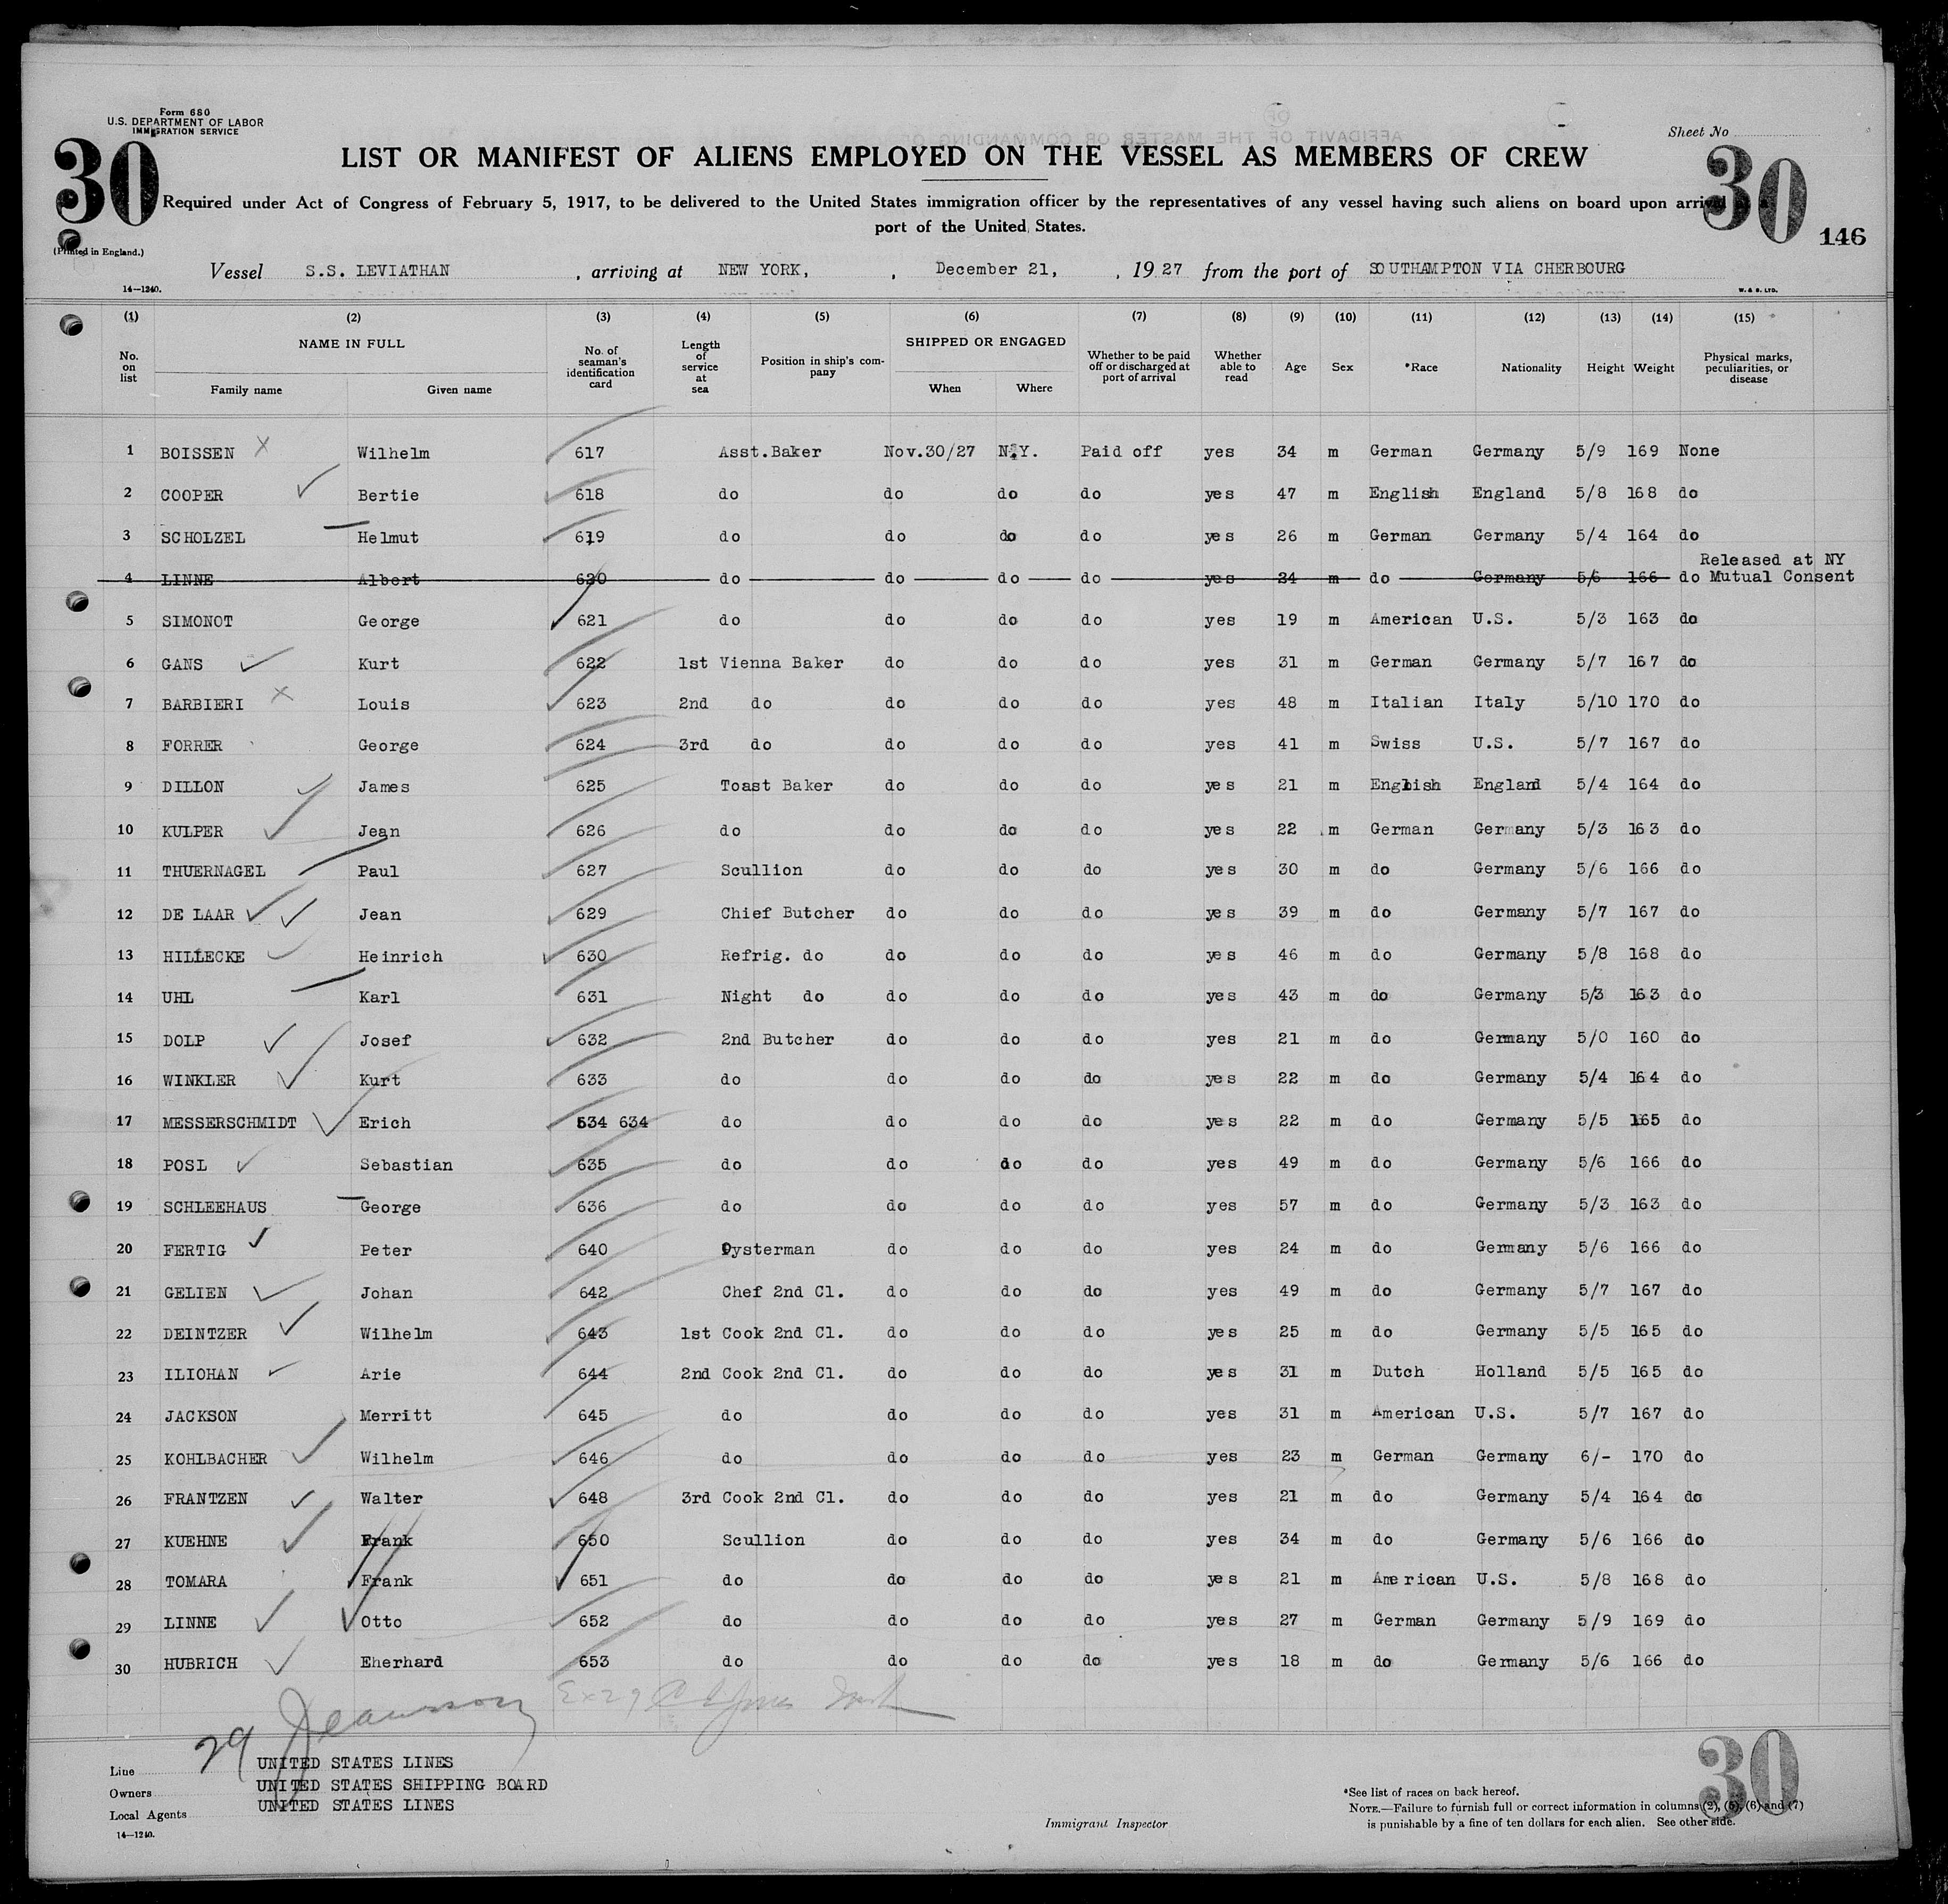 Form 680
U.S. DEPARTMENT OF LABOR
IMMIGRATION SERVICE
Sheet No
30
30
LIST OR MANIFEST OF ALIENS EMPLOYED ON THE VESSEL AS MEMBERS OF CREW
Required under Act of Congress of February 5, 1917, to be delivered to the United States immigration officer by the representatives of any vessel having such aliens on board upon arrival
port of the United States.
146
(Printed in England.)
Vessel S.S. LEVIATHAN , arriving at NEW YORK, , December 21, , 19 27 from the port of SOUTHAMPTON VIA CHERBOURG
14—1240.
W. & S. LTD.
(1) (2) (3) (4) (5) (6) (7) (8) (9) (10) (11) (12) (13) (14) (15)
No. on list NAME IN FULL Family name Given name No. of seaman's identification card Length of service at sea Position in ship's company SHIPPED OR ENGAGED When Where Whether to be paid off or discharged at port of arrival Whether able to read Age Sex *Race Nationality Height Weight Physical marks, peculiarities, or disease
1 BOISSEN Wilhelm 617 Asst.Baker Nov.30/27 N.Y. Paid off yes 34 m German Germany 5/9 169 None
2 COOPER Bertie 618 do do do do yes 47 m English England 5/8 168 do
3 SCHOLZEL Helmut 619 do do do do yes 26 m German Germany 5/4 164 do
Released at NY
4 LINNE Albert 620 do do do do yes 24 m do Germany 5/6 166 do Mutual Consent
5 SIMONOT George 621 do do do do yes 19 m American U.S. 5/3 163 do
6 GANS Kurt 622 1st Vienna Baker do do do yes 31 m German Germany 5/7 167 do
7 BARBIERI Louis 623 2nd do do do do yes 48 m Italian Italy 5/10 170 do
8 FORRER George 624 3rd do do do do yes 41 m Swiss U.S. 5/7 167 do
9 DILLON James 625 Toast Baker do do do yes 21 m English England 5/4 164 do
10 KULPER Jean 626 do do do do yes 22 m German Germany 5/3 163 do
11 THUERNAGEL Paul 627 Scullion do do do yes 30 m do Germany 5/6 166 do
12 DE LAAR Jean 629 Chief Butcher do do do yes 39 m do Germany 5/7 167 do
13 HILLECKE Heinrich 630 Refrig. do do do do yes 46 m do Germany 5/8 168 do
14 UHL Karl 631 Night do do do do yes 43 m do Germany 5/3 163 do
15 DOLP Josef 632 2nd Butcher do do do yes 21 m do Germany 5/0 160 do
16 WINKLER Kurt 633 do do do do yes 22 m do Germany 5/4 164 do
17 MESSERSCHMIDT Erich 634 634 do do do do yes 22 m do Germany 5/5 165 do
18 POSL Sebastian 635 do do do do yes 49 m do Germany 5/6 166 do
19 SCHLEEHAUS George 636 do do do do yes 57 m do Germany 5/3 163 do
20 FERTIG Peter 640 Oysterman do do do yes 24 m do Germany 5/6 166 do
21 GELIEN Johan 642 Chef 2nd Cl. do do do yes 49 m do Germany 5/7 167 do
22 DEINTZER Wilhelm 643 1st Cook 2nd Cl. do do do yes 25 m do Germany 5/5 165 do
23 ILIOHAN Arie 644 2nd Cook 2nd Cl. do do do yes 31 m Dutch Holland 5/5 165 do
24 JACKSON Merritt 645 do do do do yes 31 m American U.S. 5/7 167 do
25 KOHLBACHER Wilhelm 646 do do do do yes 23 m German Germany 6/- 170 do
26 FRANTZEN Walter 648 3rd Cook 2nd Cl. do do do yes 21 m do Germany 5/4 164 do
27 KUEHNE Frank 650 Scullion do do do yes 34 m do Germany 5/6 166 do
28 TOMARA Frank 651 do do do do yes 21 m American U.S. 5/8 168 do
29 LINNE Otto 652 do do do do yes 27 m German Germany 5/9 169 do
30 HUBRICH Eherhard 653 do do do do yes 18 m do Germany 5/6 166 do
29
Line UNITED STATES LINES
Owners UNITED STATES SHIPPING BOARD
Local Agents UNITED STATES LINES
14—1240.
Immigrant Inspector
30
*See list of races on back hereof.
NOTE.—Failure to furnish full or correct information in columns (2), (5), (6) and (7)
is punishable by a fine of ten dollars for each alien. See other side.